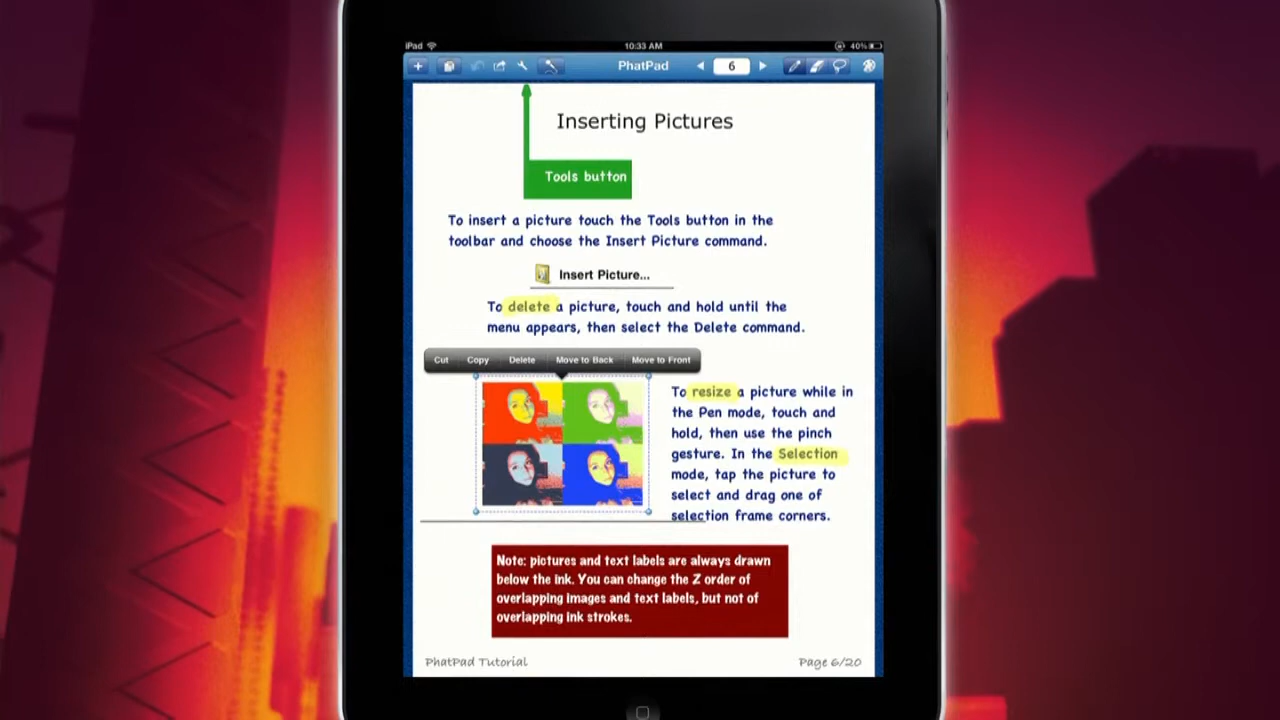 iPad 10:33 AM 40%
PhatPad 6
Inserting Pictures
Tools button
To insert a picture touch the Tools button in the
toolbar and choose the Insert Picture command.
Insert Picture...
To delete a picture, touch and hold until the
menu appears, then select the Delete command.
Cut Copy Delete Move to Back Move to Front
To resize a picture while in
the Pen mode, touch and
hold, then use the pinch
gesture. In the Selection
mode, tap the picture to
select and drag one of
selection frame corners.
Note: pictures and text labels are always drawn
below the ink. You can change the Z order of
overlapping images and text labels, but not of
overlapping ink strokes.
PhatPad Tutorial Page 6/20